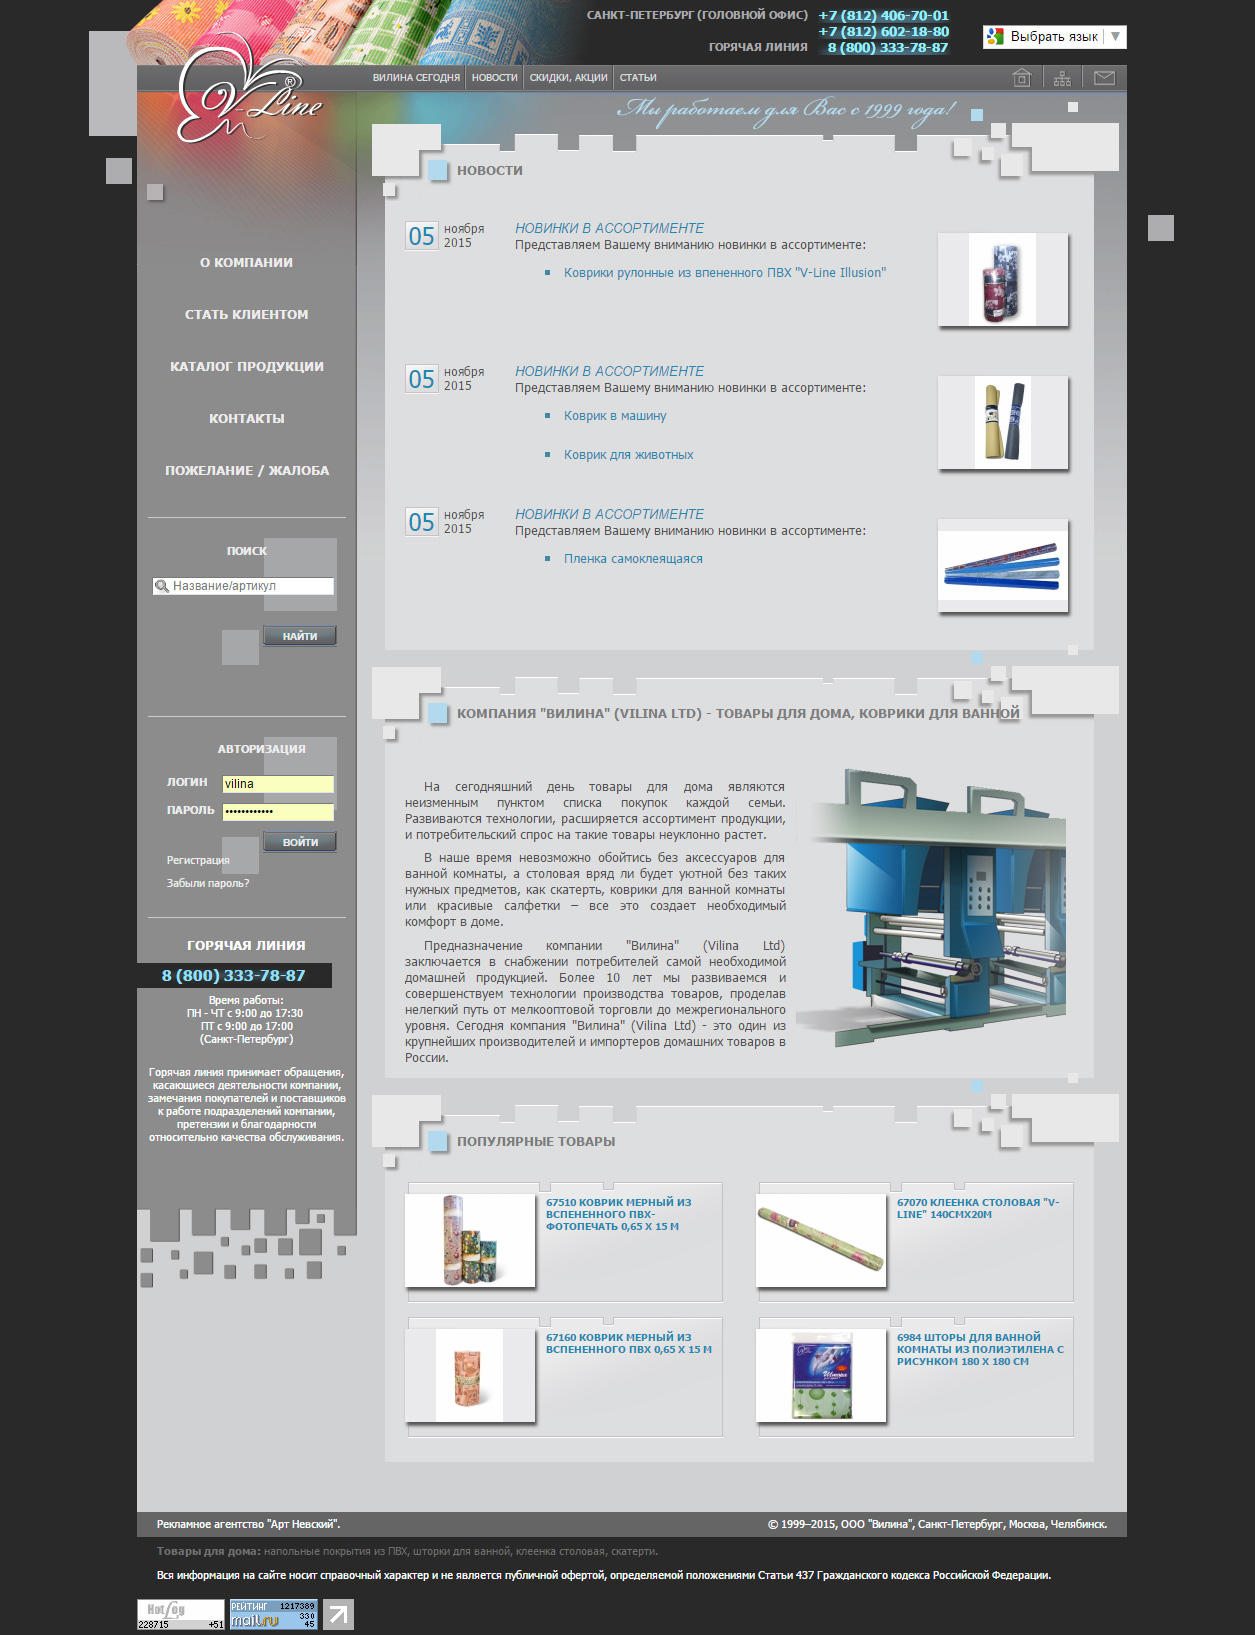 САНКТ-ПЕТЕРБУРГ (ГОЛОВНОЙ ОФИС) +7 (812) 406-70-01
+7 (812) 602-18-80
ГОРЯЧАЯ ЛИНИЯ 8 (800) 333-78-87
Выбрать язык ▼
V-Line®
ВИЛИНА СЕГОДНЯ
НОВОСТИ
СКИДКИ, АКЦИИ
СТАТЬИ
Мы работаем для Вас с 1999 года!
О КОМПАНИИ
СТАТЬ КЛИЕНТОМ
КАТАЛОГ ПРОДУКЦИИ
КОНТАКТЫ
ПОЖЕЛАНИЕ / ЖАЛОБА
ПОИСК
Название/артикул
НАЙТИ
АВТОРИЗАЦИЯ
ЛОГИН vilina
ПАРОЛЬ ••••••••••••
ВОЙТИ
Регистрация
Забыли пароль?
ГОРЯЧАЯ ЛИНИЯ
8 (800) 333-78-87
Время работы:
ПН - ЧТ с 9:00 до 17:30
ПТ с 9:00 до 17:00
(Санкт-Петербург)
Горячая линия принимает обращения,
касающиеся деятельности компании,
замечания покупателей и поставщиков
к работе подразделений компании,
претензии и благодарности
относительно качества обслуживания.
НОВОСТИ
05 ноября
2015
НОВИНКИ В АССОРТИМЕНТЕ
Представляем Вашему вниманию новинки в ассортименте:
Коврики рулонные из впененного ПВХ "V-Line Illusion"
05 ноября
2015
НОВИНКИ В АССОРТИМЕНТЕ
Представляем Вашему вниманию новинки в ассортименте:
Коврик в машину
Коврик для животных
05 ноября
2015
НОВИНКИ В АССОРТИМЕНТЕ
Представляем Вашему вниманию новинки в ассортименте:
Пленка самоклеящаяся
КОМПАНИЯ "ВИЛИНА" (VILINA LTD) - ТОВАРЫ ДЛЯ ДОМА, КОВРИКИ ДЛЯ ВАННОЙ
На сегодняшний день товары для дома являются
неизменным пунктом списка покупок каждой семьи.
Развиваются технологии, расширяется ассортимент продукции,
и потребительский спрос на такие товары неуклонно растет.
В наше время невозможно обойтись без аксессуаров для
ванной комнаты, а столовая вряд ли будет уютной без таких
нужных предметов, как скатерть, коврики для ванной комнаты
или красивые салфетки – все это создает необходимый
комфорт в доме.
Предназначение компании "Вилина" (Vilina Ltd)
заключается в снабжении потребителей самой необходимой
домашней продукцией. Более 10 лет мы развиваемся и
совершенствуем технологии производства товаров, проделав
нелегкий путь от мелкооптовой торговли до межрегионального
уровня. Сегодня компания "Вилина" (Vilina Ltd) - это один из
крупнейших производителей и импортеров домашних товаров в
России.
ПОПУЛЯРНЫЕ ТОВАРЫ
67510 КОВРИК МЕРНЫЙ ИЗ
ВСПЕНЕННОГО ПВХ-
ФОТОПЕЧАТЬ 0,65 X 15 М
67070 КЛЕЕНКА СТОЛОВАЯ "V-
LINE" 140СМХ20М
67160 КОВРИК МЕРНЫЙ ИЗ
ВСПЕНЕННОГО ПВХ 0,65 Х 15 М
6984 ШТОРЫ ДЛЯ ВАННОЙ
КОМНАТЫ ИЗ ПОЛИЭТИЛЕНА С
РИСУНКОМ 180 Х 180 СМ
Рекламное агентство "Арт Невский".
© 1999–2015, ООО "Вилина", Санкт-Петербург, Москва, Челябинск.
Товары для дома: напольные покрытия из ПВХ, шторки для ванной, клеенка столовая, скатерти.
Вся информация на сайте носит справочный характер и не является публичной офертой, определяемой положениями Статьи 437 Гражданского кодекса Российской Федерации.
HotLog
228715 +51
РЕЙТИНГ 1217389
mail.ru 330
45